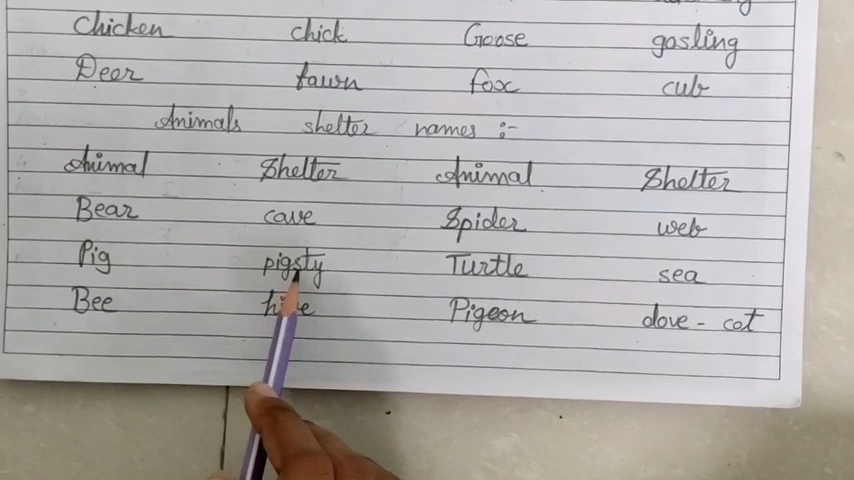 Chicken chick Goose gosling
Deer fawn fox cub
Animals shelter names :-
Animal Shelter Animal Shelter
Bear cave Spider web
Pig pigsty Turtle sea
Bee hive Pigeon dove - cot